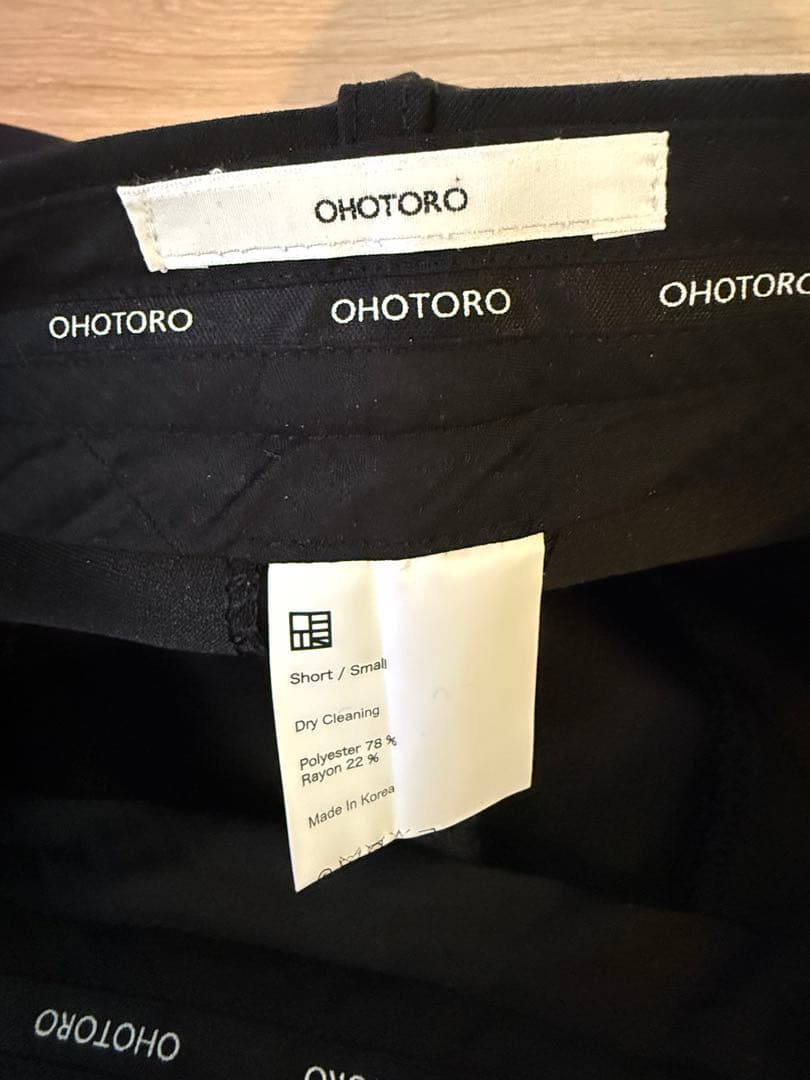 OHOTORO
OHOTORO OHOTORO OHOTORO
Short / Small
Dry Cleaning
Polyester 78 %
Rayon 22 %
Made In Korea
OHOTORO